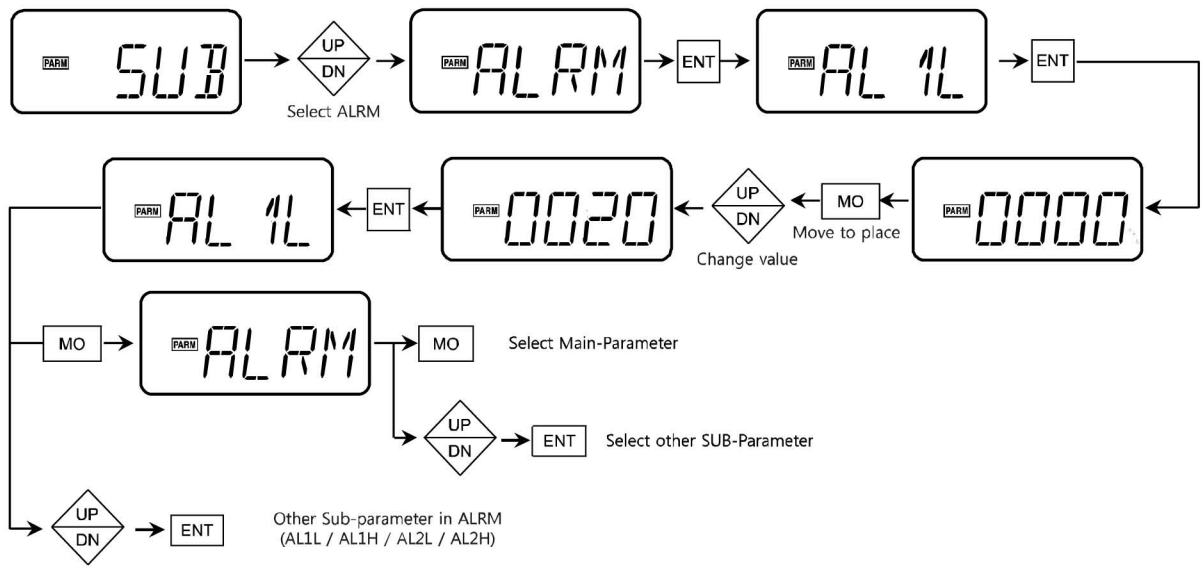 PARM SUB UP DN PARM ALRM ENT PARM AL 1L ENT
Select ALRM
PARM AL 1L ENT PARM 0020 UP DN MO PARM 0000
Move to place
Change value
MO PARM ALRM MO Select Main-Parameter
UP DN ENT Select other SUB-Parameter
UP DN ENT Other Sub-parameter in ALRM
(AL1L / AL1H / AL2L / AL2H)